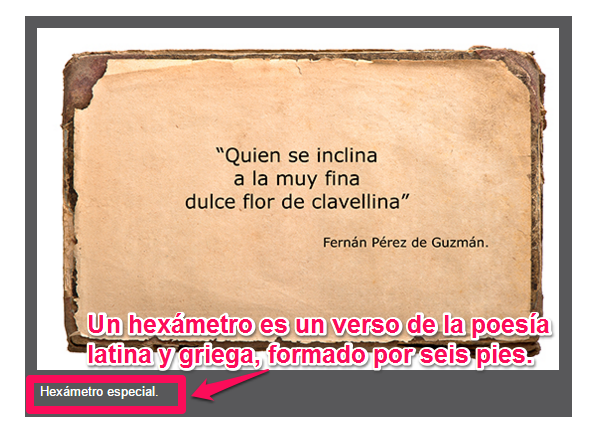 “Quien se inclina
a la muy fina
dulce flor de clavellina”
Fernán Pérez de Guzmán.
Un hexámetro es un verso de la poesía
latina y griega, formado por seis pies.
Hexámetro especial.